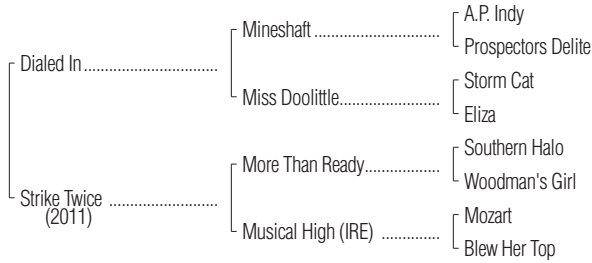 A.P. Indy
Mineshaft ..............................
Prospectors Delite
Dialed In ................................
Storm Cat
Miss Doolittle........................
Eliza
Southern Halo
More Than Ready..................
Woodman's Girl
Strike Twice ..........................
(2011)
Mozart
Musical High (IRE) ..............
Blew Her Top